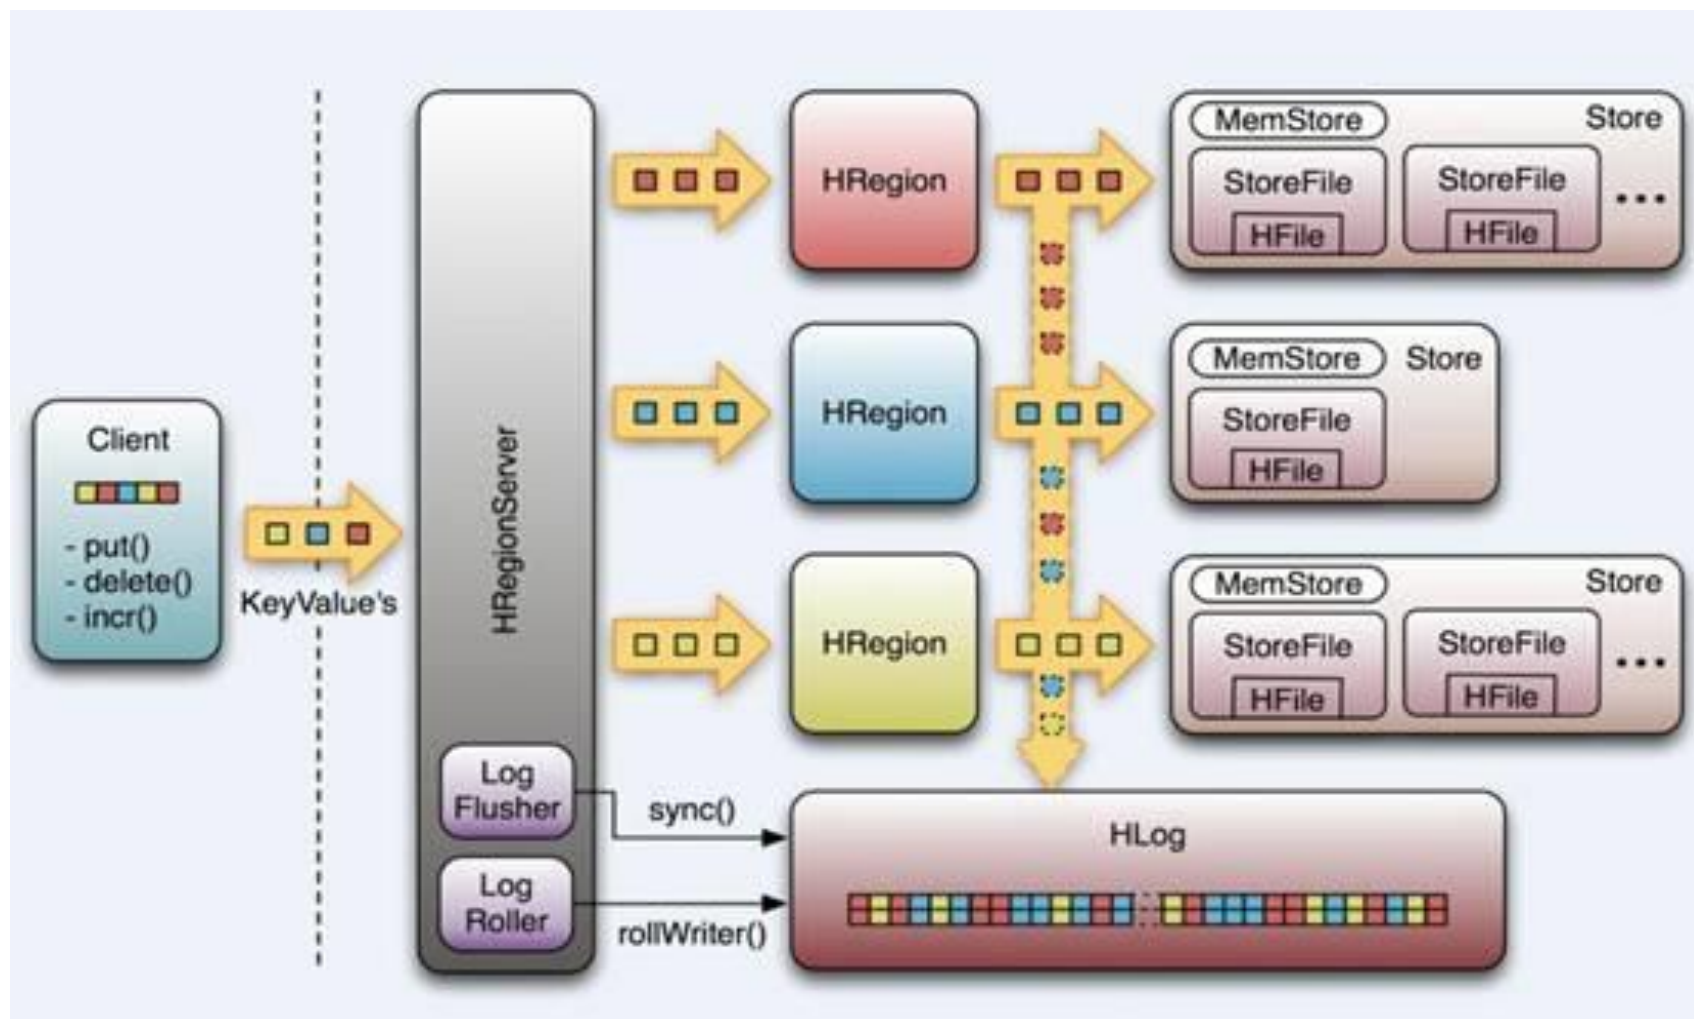 Client
- put()
- delete()
- incr()
KeyValue's
HRegionServer
Log
Flusher
Log
Roller
sync()
rollWriter()
HRegion
MemStore
Store
StoreFile
HFile
StoreFile
HFile
...
HRegion
MemStore
Store
StoreFile
HFile
HRegion
MemStore
Store
StoreFile
HFile
StoreFile
HFile
...
HLog